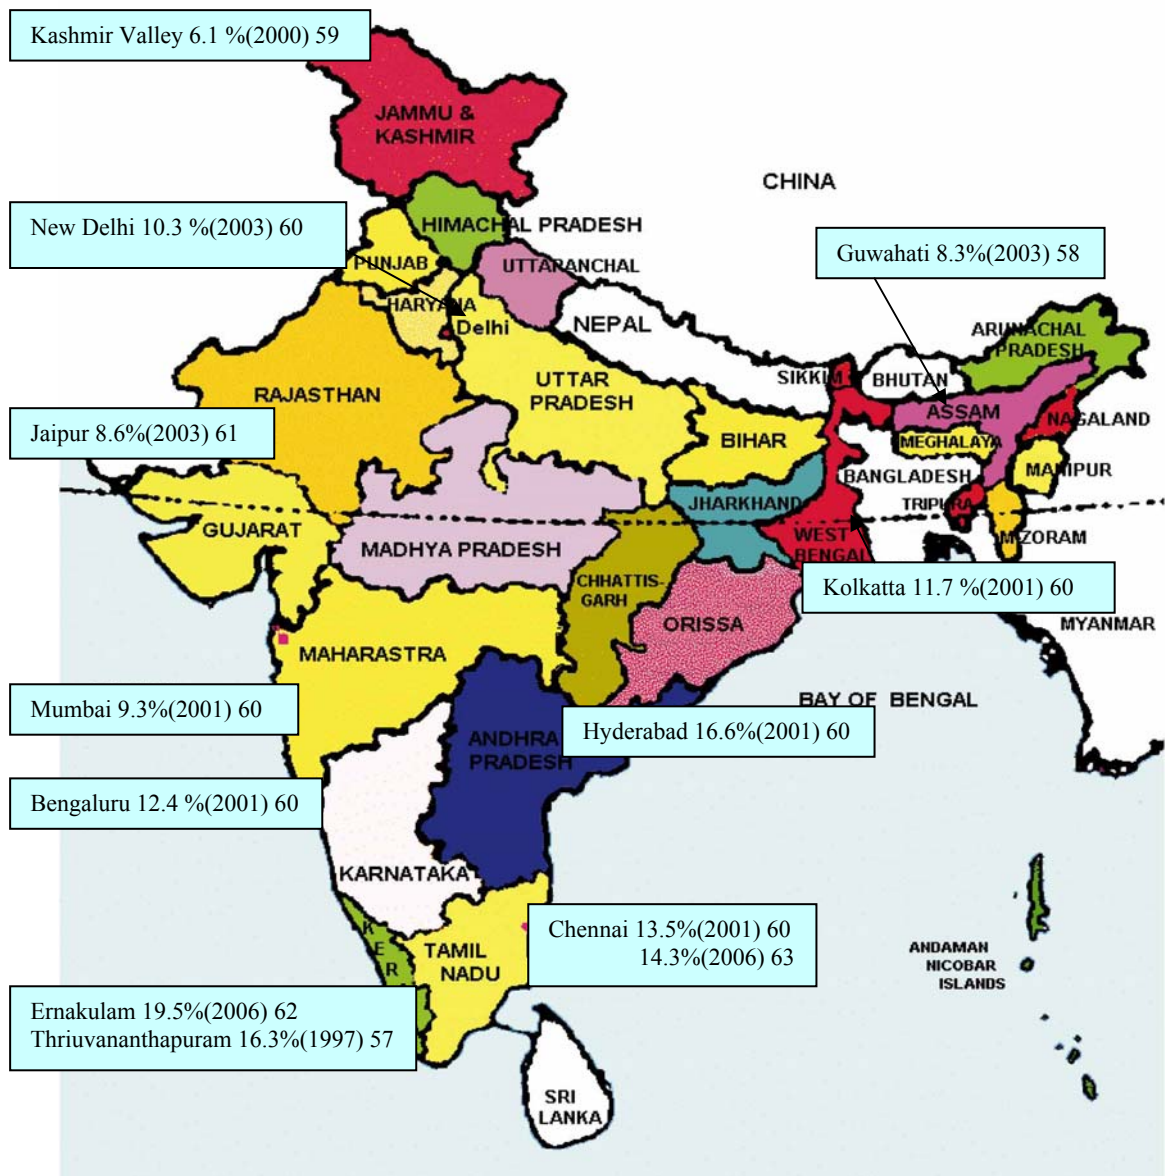 Kashmir Valley 6.1 %(2000) 59
JAMMU &
KASHMIR
CHINA
New Delhi 10.3 %(2003) 60
HIMACHAL PRADESH
PUNJAB
UTTARANCHAL
Guwahati 8.3%(2003) 58
HARYANA
Delhi
NEPAL
ARUNACHAL
PRADESH
SIKKIM
BHUTAN
RAJASTHAN
UTTAR
PRADESH
ASSAM
NAGALAND
Jaipur 8.6%(2003) 61
BIHAR
MEGHALAYA
BANGLADESH
MANIPUR
JHARKHAND
TRIPURA
GUJARAT
MADHYA PRADESH
WEST
BENGAL
MIZORAM
CHHATTIS-
GARH
Kolkatta 11.7 %(2001) 60
ORISSA
MYANMAR
MAHARASTRA
Mumbai 9.3%(2001) 60
BAY OF BENGAL
Hyderabad 16.6%(2001) 60
ANDHRA
PRADESH
Bengaluru 12.4 %(2001) 60
KARNATAKA
Chennai 13.5%(2001) 60
14.3%(2006) 63
K
E
R
TAMIL
NADU
ANDAMAN
NICOBAR
ISLANDS
Ernakulam 19.5%(2006) 62
Thriuvananthapuram 16.3%(1997) 57
SRI
LANKA